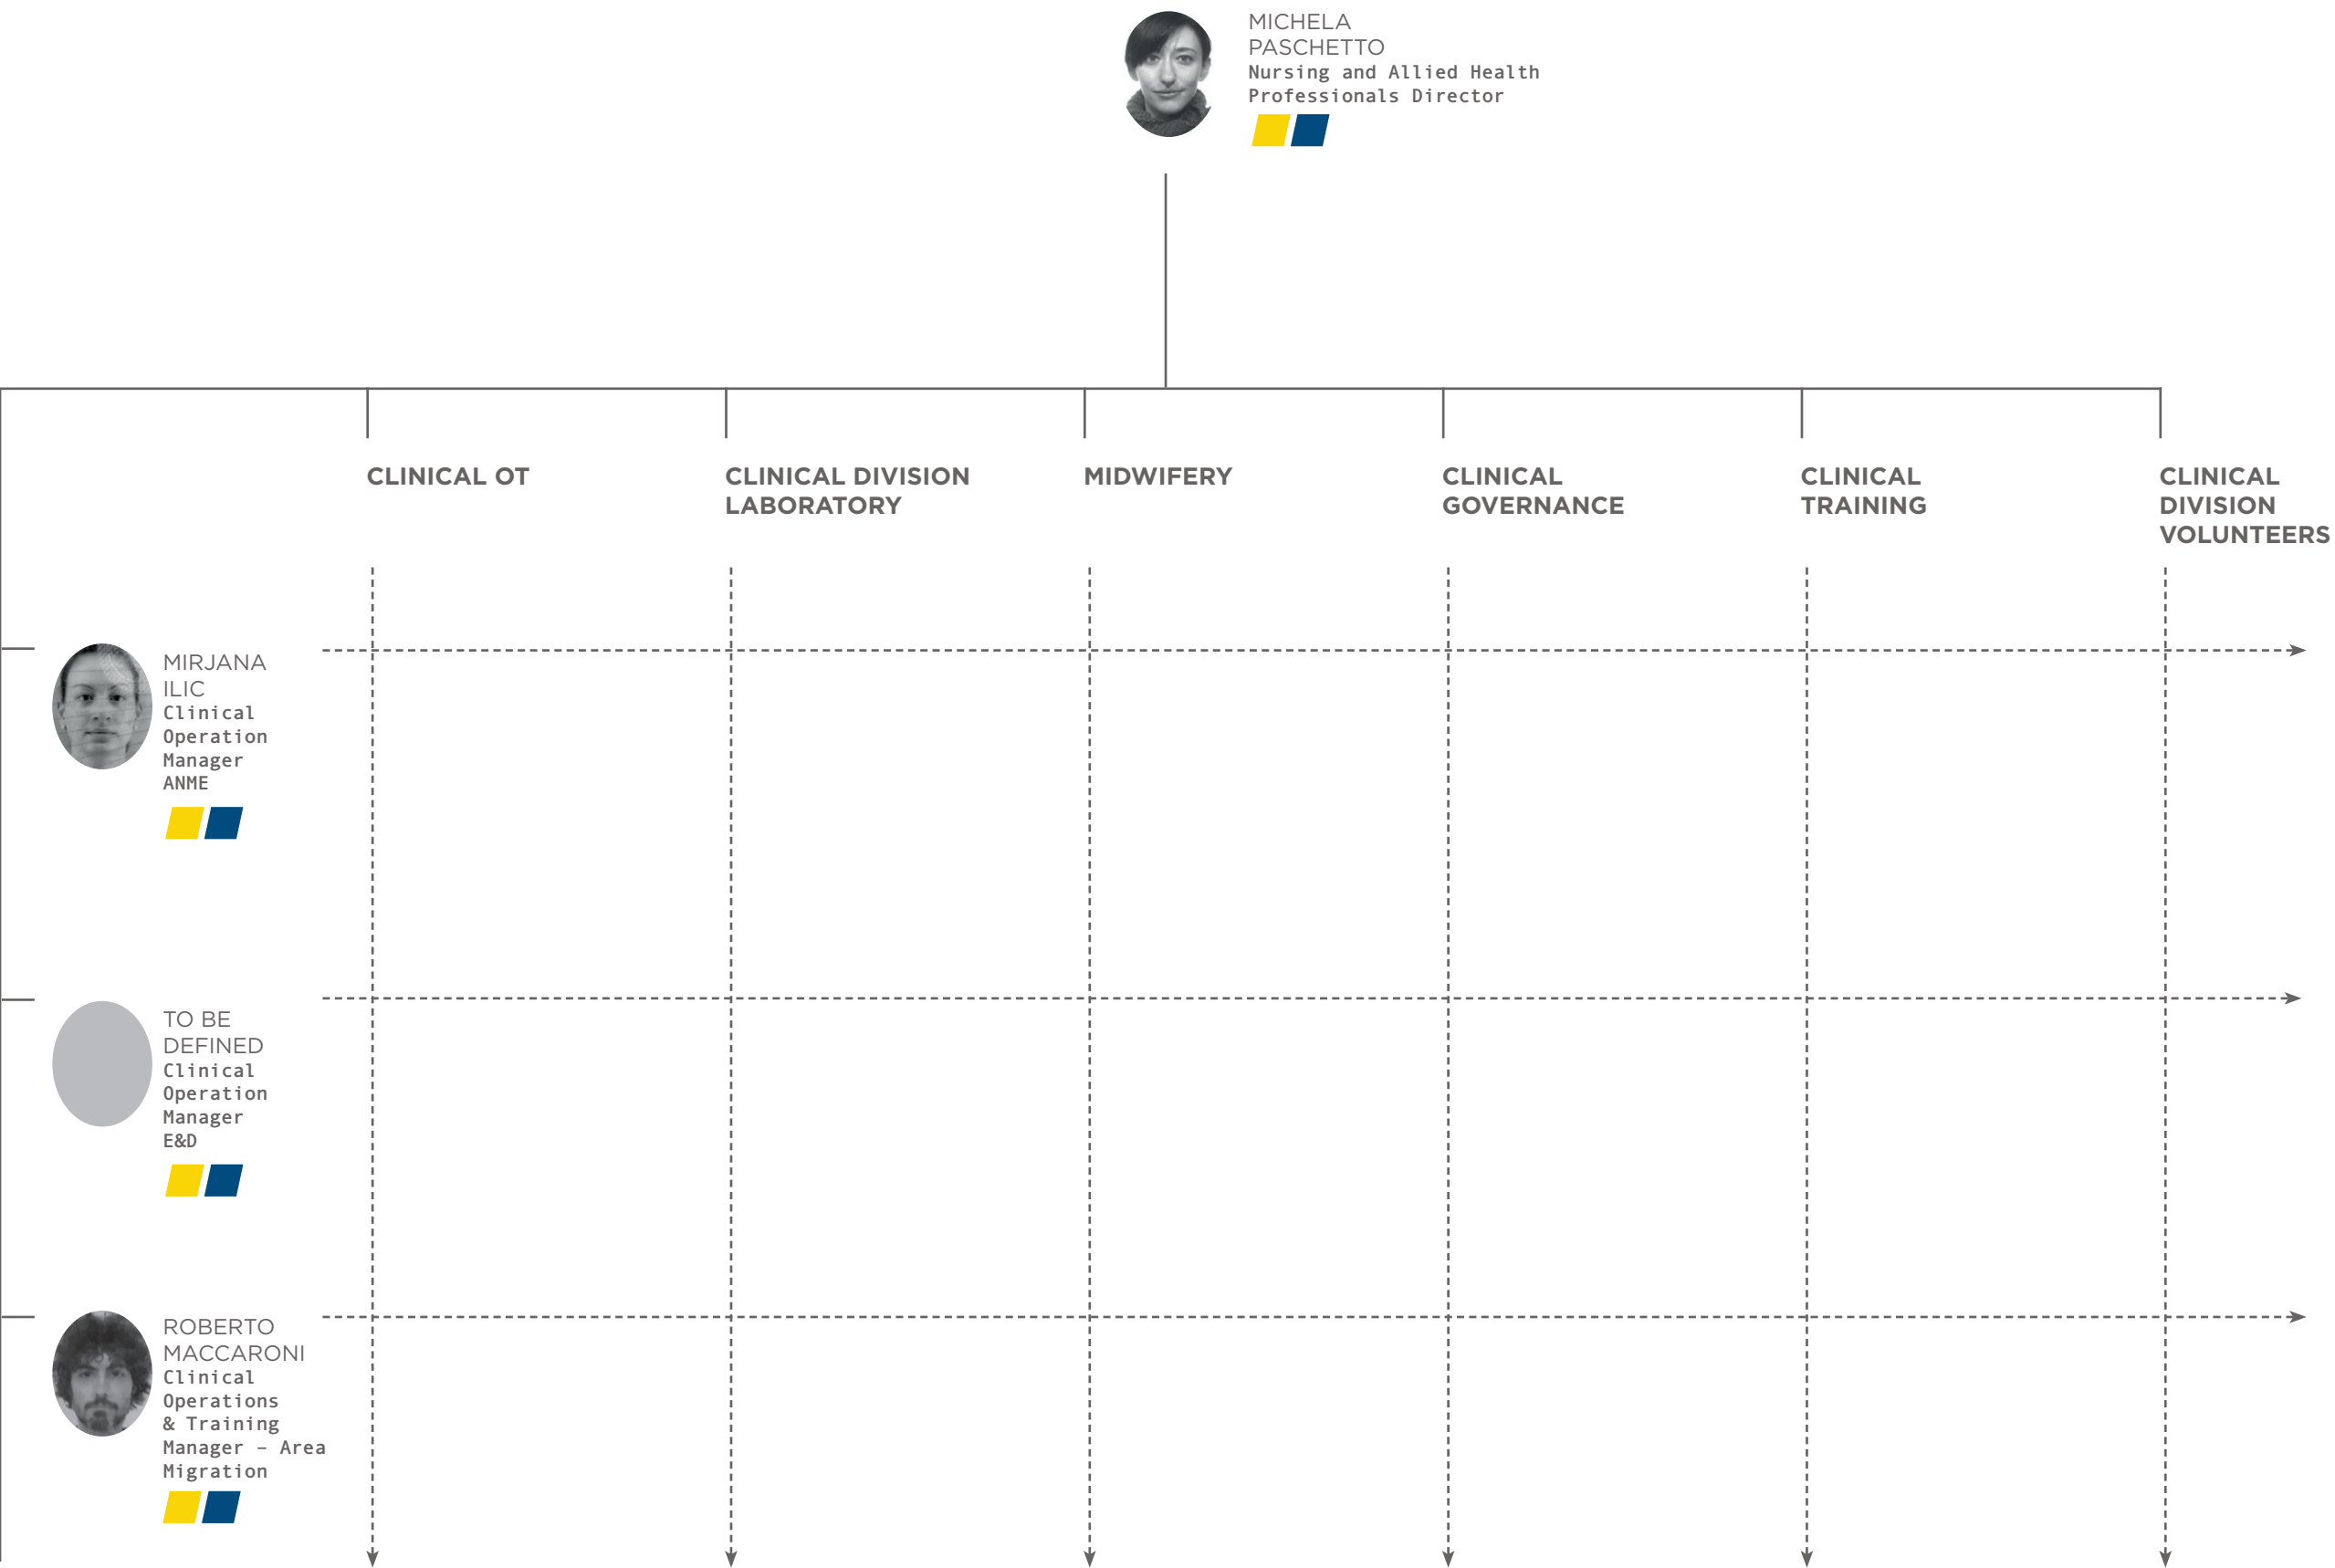 MICHELA
PASCHETTO
Nursing and Allied Health
Professionals Director
CLINICAL OT
CLINICAL DIVISION
LABORATORY
MIDWIFERY
CLINICAL
GOVERNANCE
CLINICAL
TRAINING
CLINICAL
DIVISION
VOLUNTEERS
MIRJANA
ILIC
Clinical
Operation
Manager
ANME
TO BE
DEFINED
Clinical
Operation
Manager
E&D
ROBERTO
MACCARONI
Clinical
Operations
& Training
Manager – Area
Migration